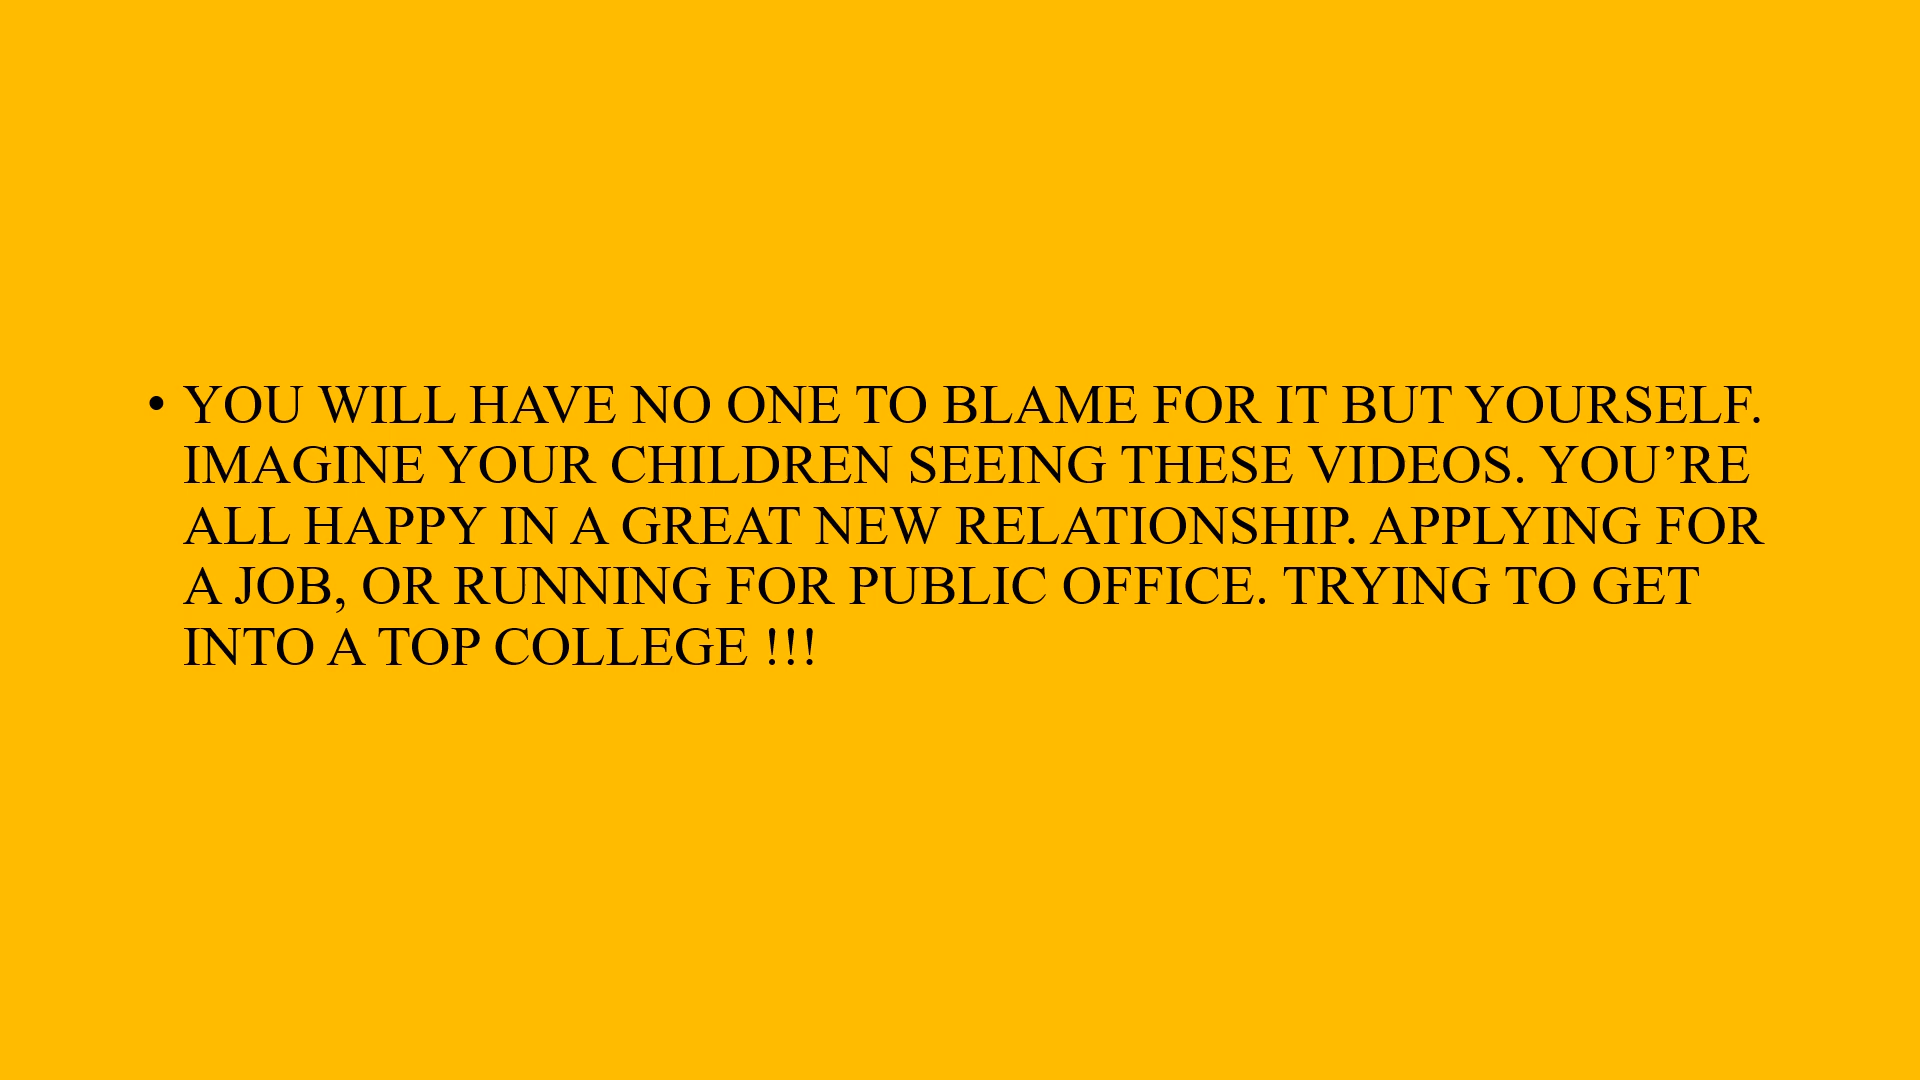 • YOU WILL HAVE NO ONE TO BLAME FOR IT BUT YOURSELF.
IMAGINE YOUR CHILDREN SEEING THESE VIDEOS. YOU’RE
ALL HAPPY IN A GREAT NEW RELATIONSHIP. APPLYING FOR
A JOB, OR RUNNING FOR PUBLIC OFFICE. TRYING TO GET
INTO A TOP COLLEGE !!!